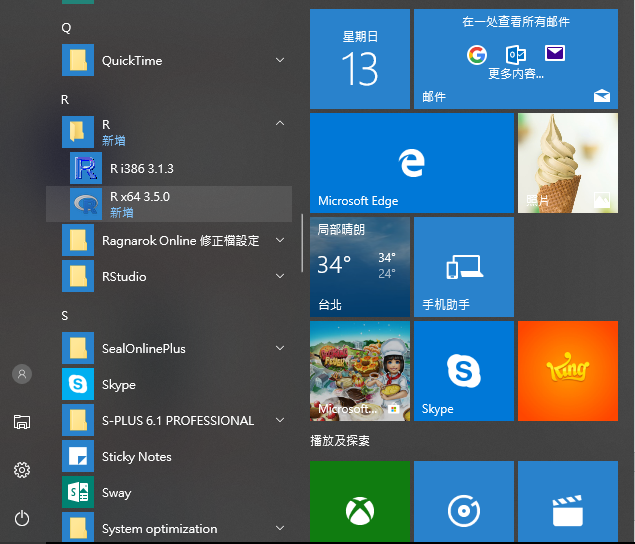 Q
QuickTime
R
R
新增
R i386 3.1.3
R x64 3.5.0
新增
Ragnarok Online 修正檔設定
RStudio
S
SealOnlinePlus
Skype
S-PLUS 6.1 PROFESSIONAL
Sticky Notes
Sway
System optimization
星期日
13
在一处查看所有邮件
更多内容...
邮件
Microsoft Edge
照片
局部晴朗
34°
34°
24°
台北
手机助手
Microsoft...
Skype
King
播放及探索